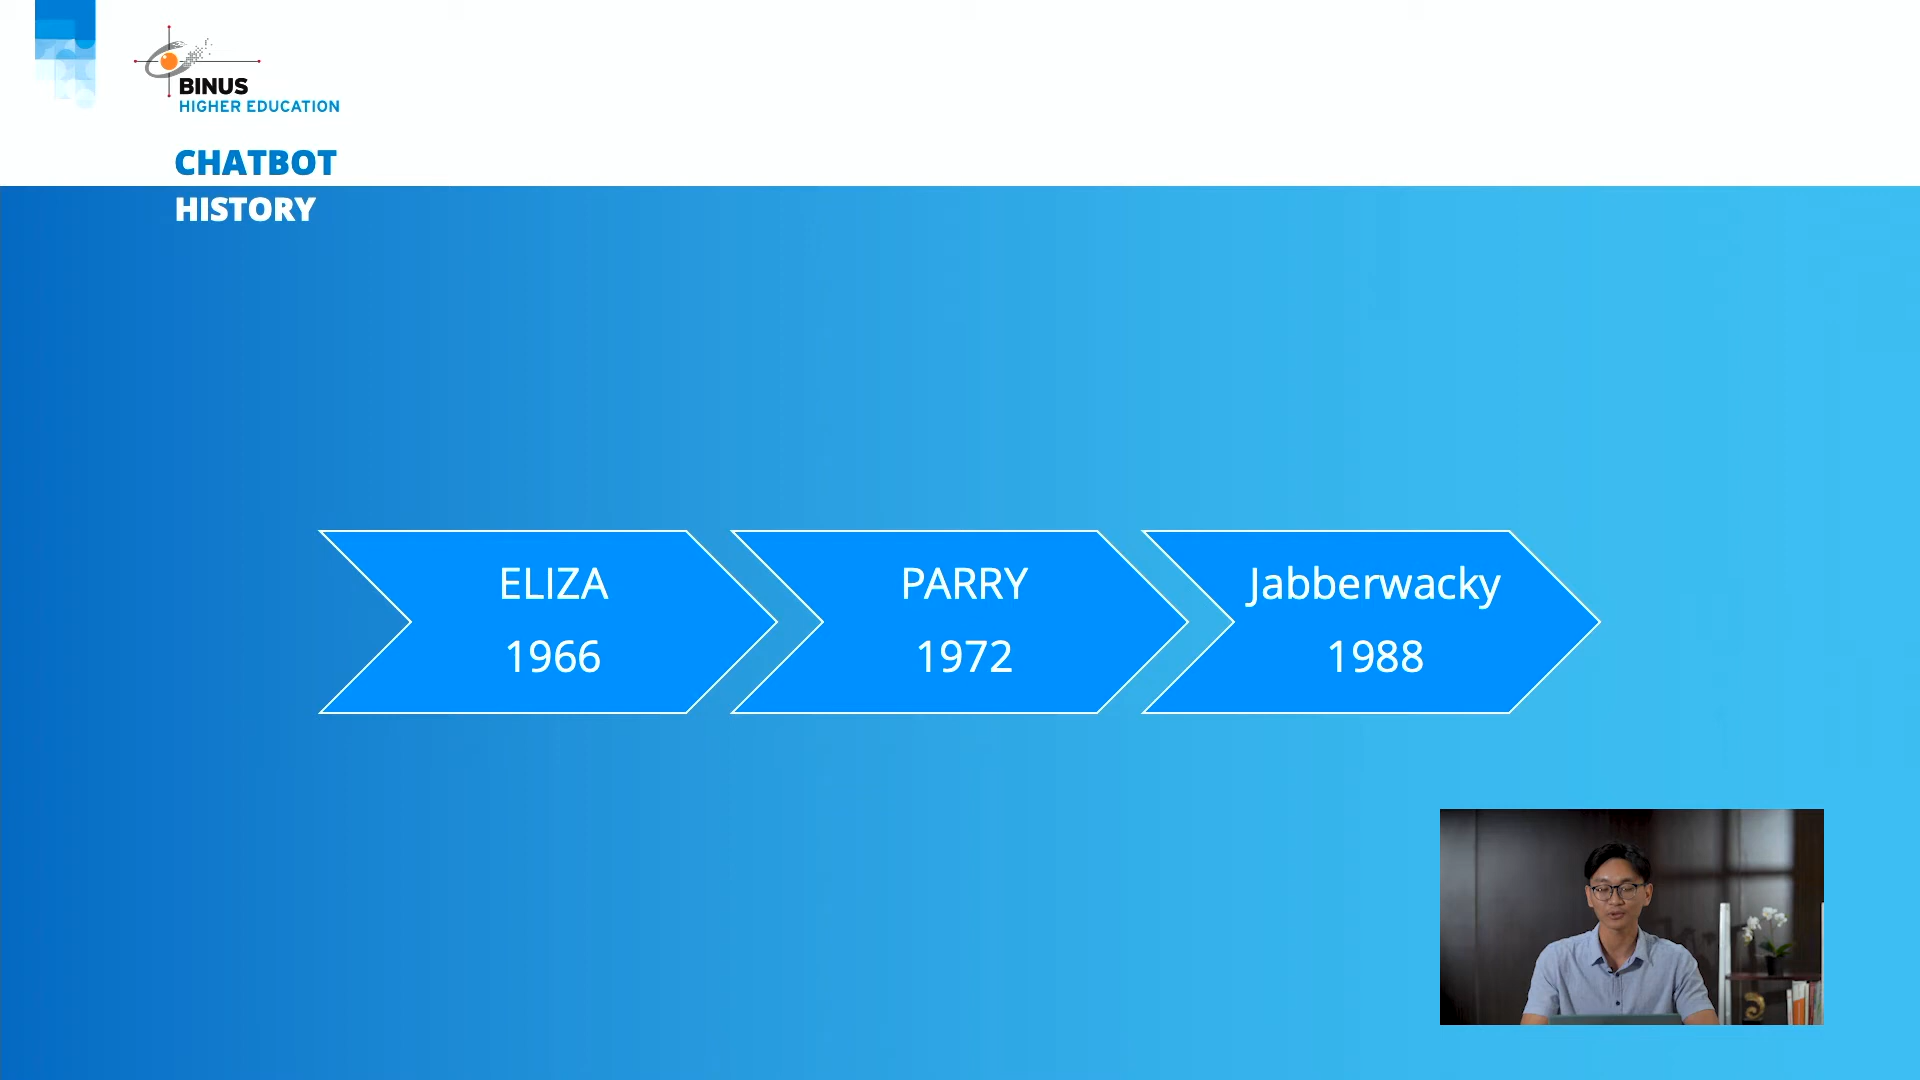 BINUS
HIGHER EDUCATION
CHATBOT
HISTORY
ELIZA
1966
PARRY
1972
Jabberwacky
1988